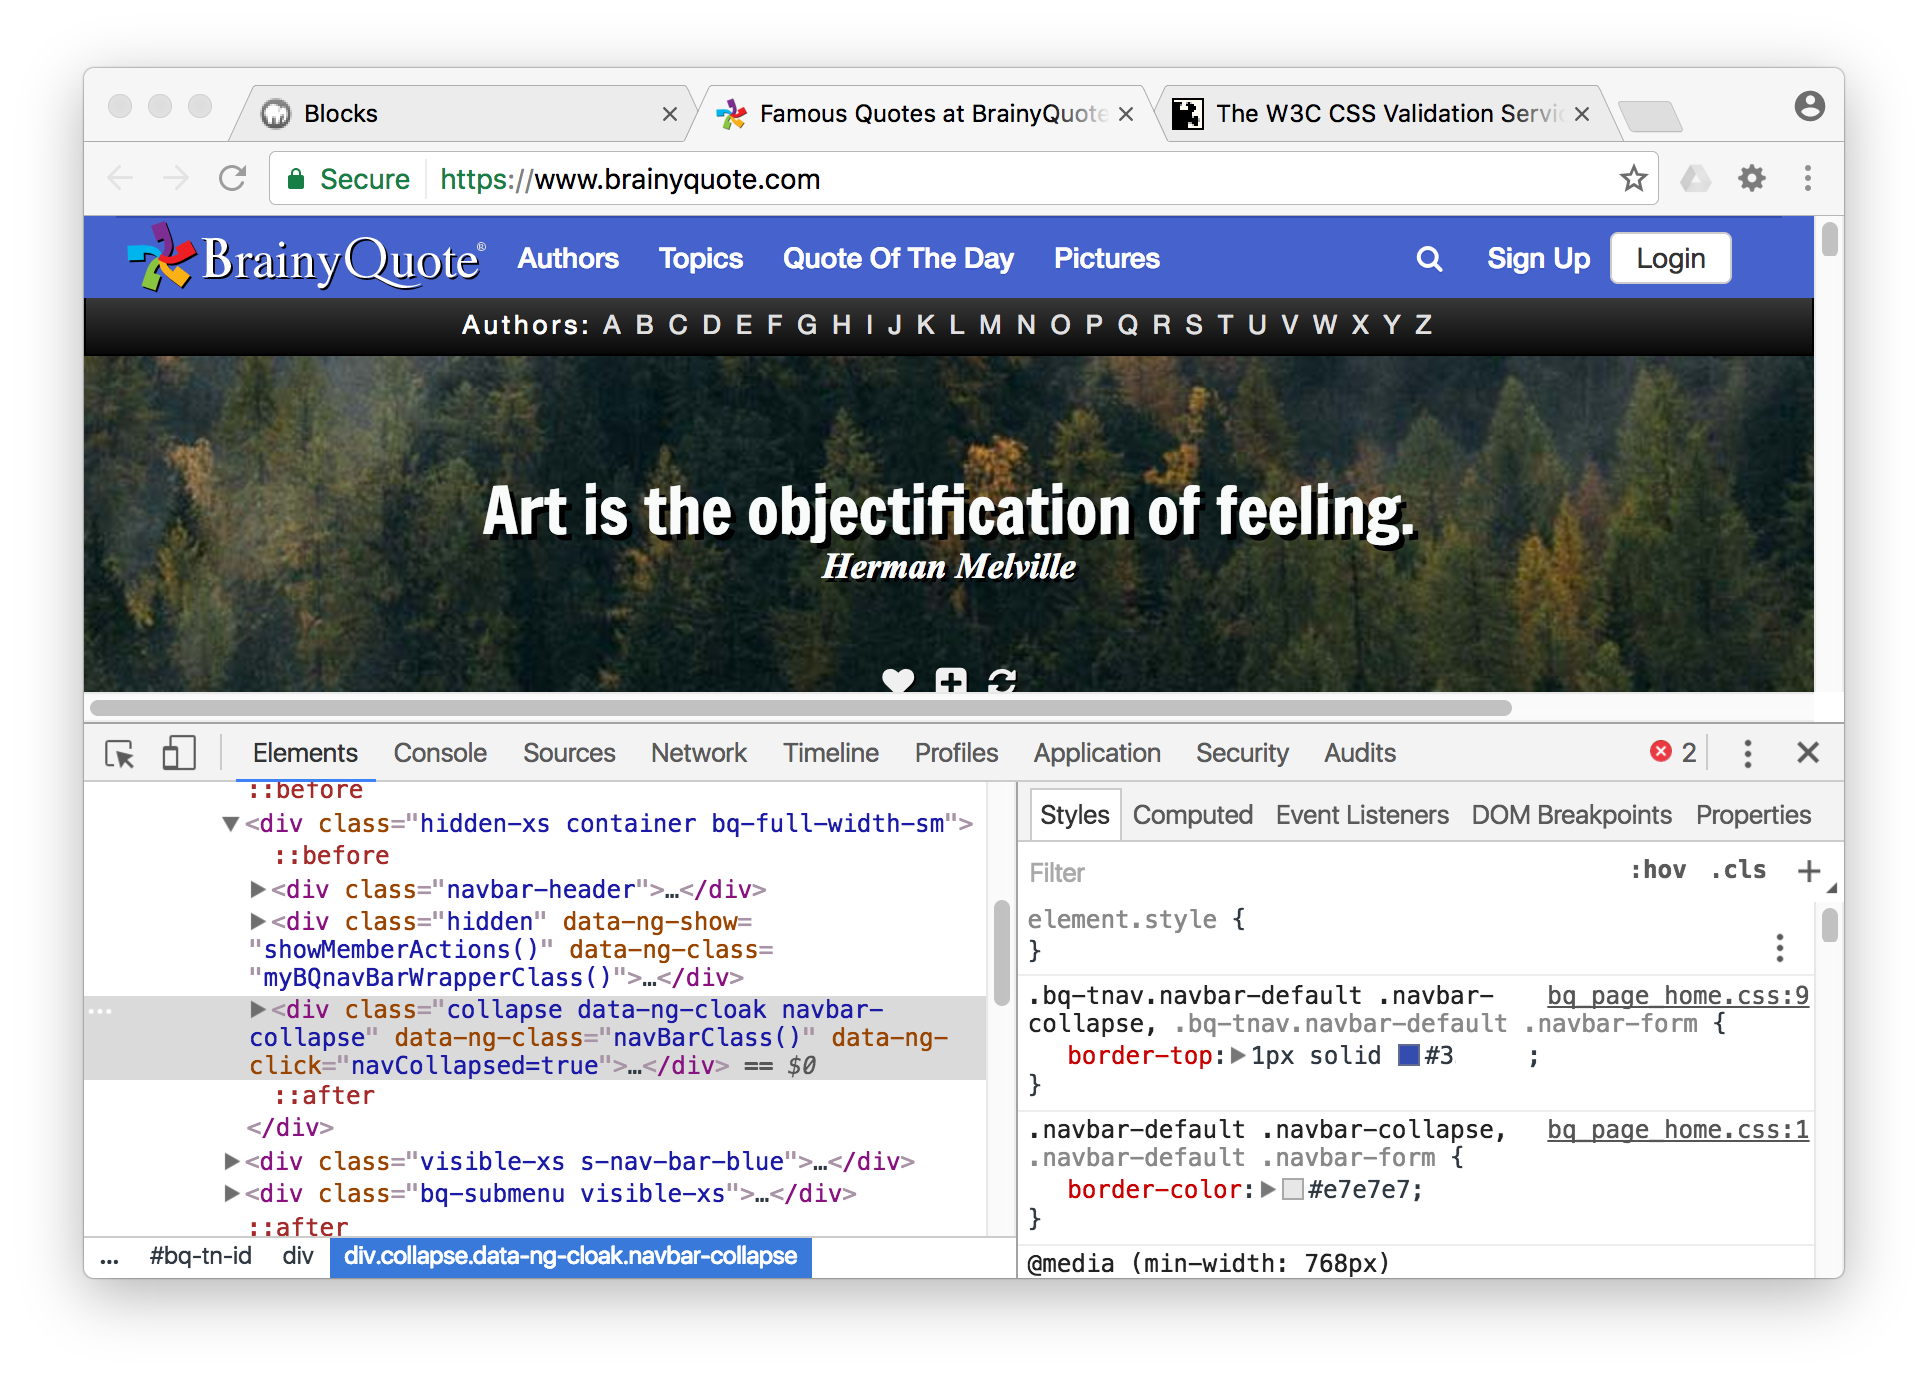 Blocks
Famous Quotes at BrainyQuote
The W3C CSS Validation Servi
Secure https://www.brainyquote.com
BrainyQuote® Authors Topics Quote Of The Day Pictures Sign Up Login
Authors: A B C D E F G H I J K L M N O P Q R S T U V W X Y Z
Art is the objectification of feeling.
Herman Melville
Elements Console Sources Network Timeline Profiles Application Security Audits 2
::before
<div class="hidden-xs container bq-full-width-sm">
::before
<div class="navbar-header">…</div>
<div class="hidden" data-ng-show=
"showMemberActions()" data-ng-class=
"myBQnavBarWrapperClass()">…</div>
<div class="collapse data-ng-cloak navbar-
collapse" data-ng-class="navBarClass()" data-ng-
click="navCollapsed=true">…</div> == $0
::after
</div>
<div class="visible-xs s-nav-bar-blue">…</div>
<div class="bq-submenu visible-xs">…</div>
::after
... #bq-tn-id div div.collapse.data-ng-cloak.navbar-collapse
Styles Computed Event Listeners DOM Breakpoints Properties
Filter :hov .cls +
element.style {
}
.bq-tnav.navbar-default .navbar- bq_page_home.css:9
collapse, .bq-tnav.navbar-default .navbar-form {
border-top: 1px solid #3 ;
}
.navbar-default .navbar-collapse, bq_page_home.css:1
.navbar-default .navbar-form {
border-color: #e7e7e7;
}
@media (min-width: 768px)